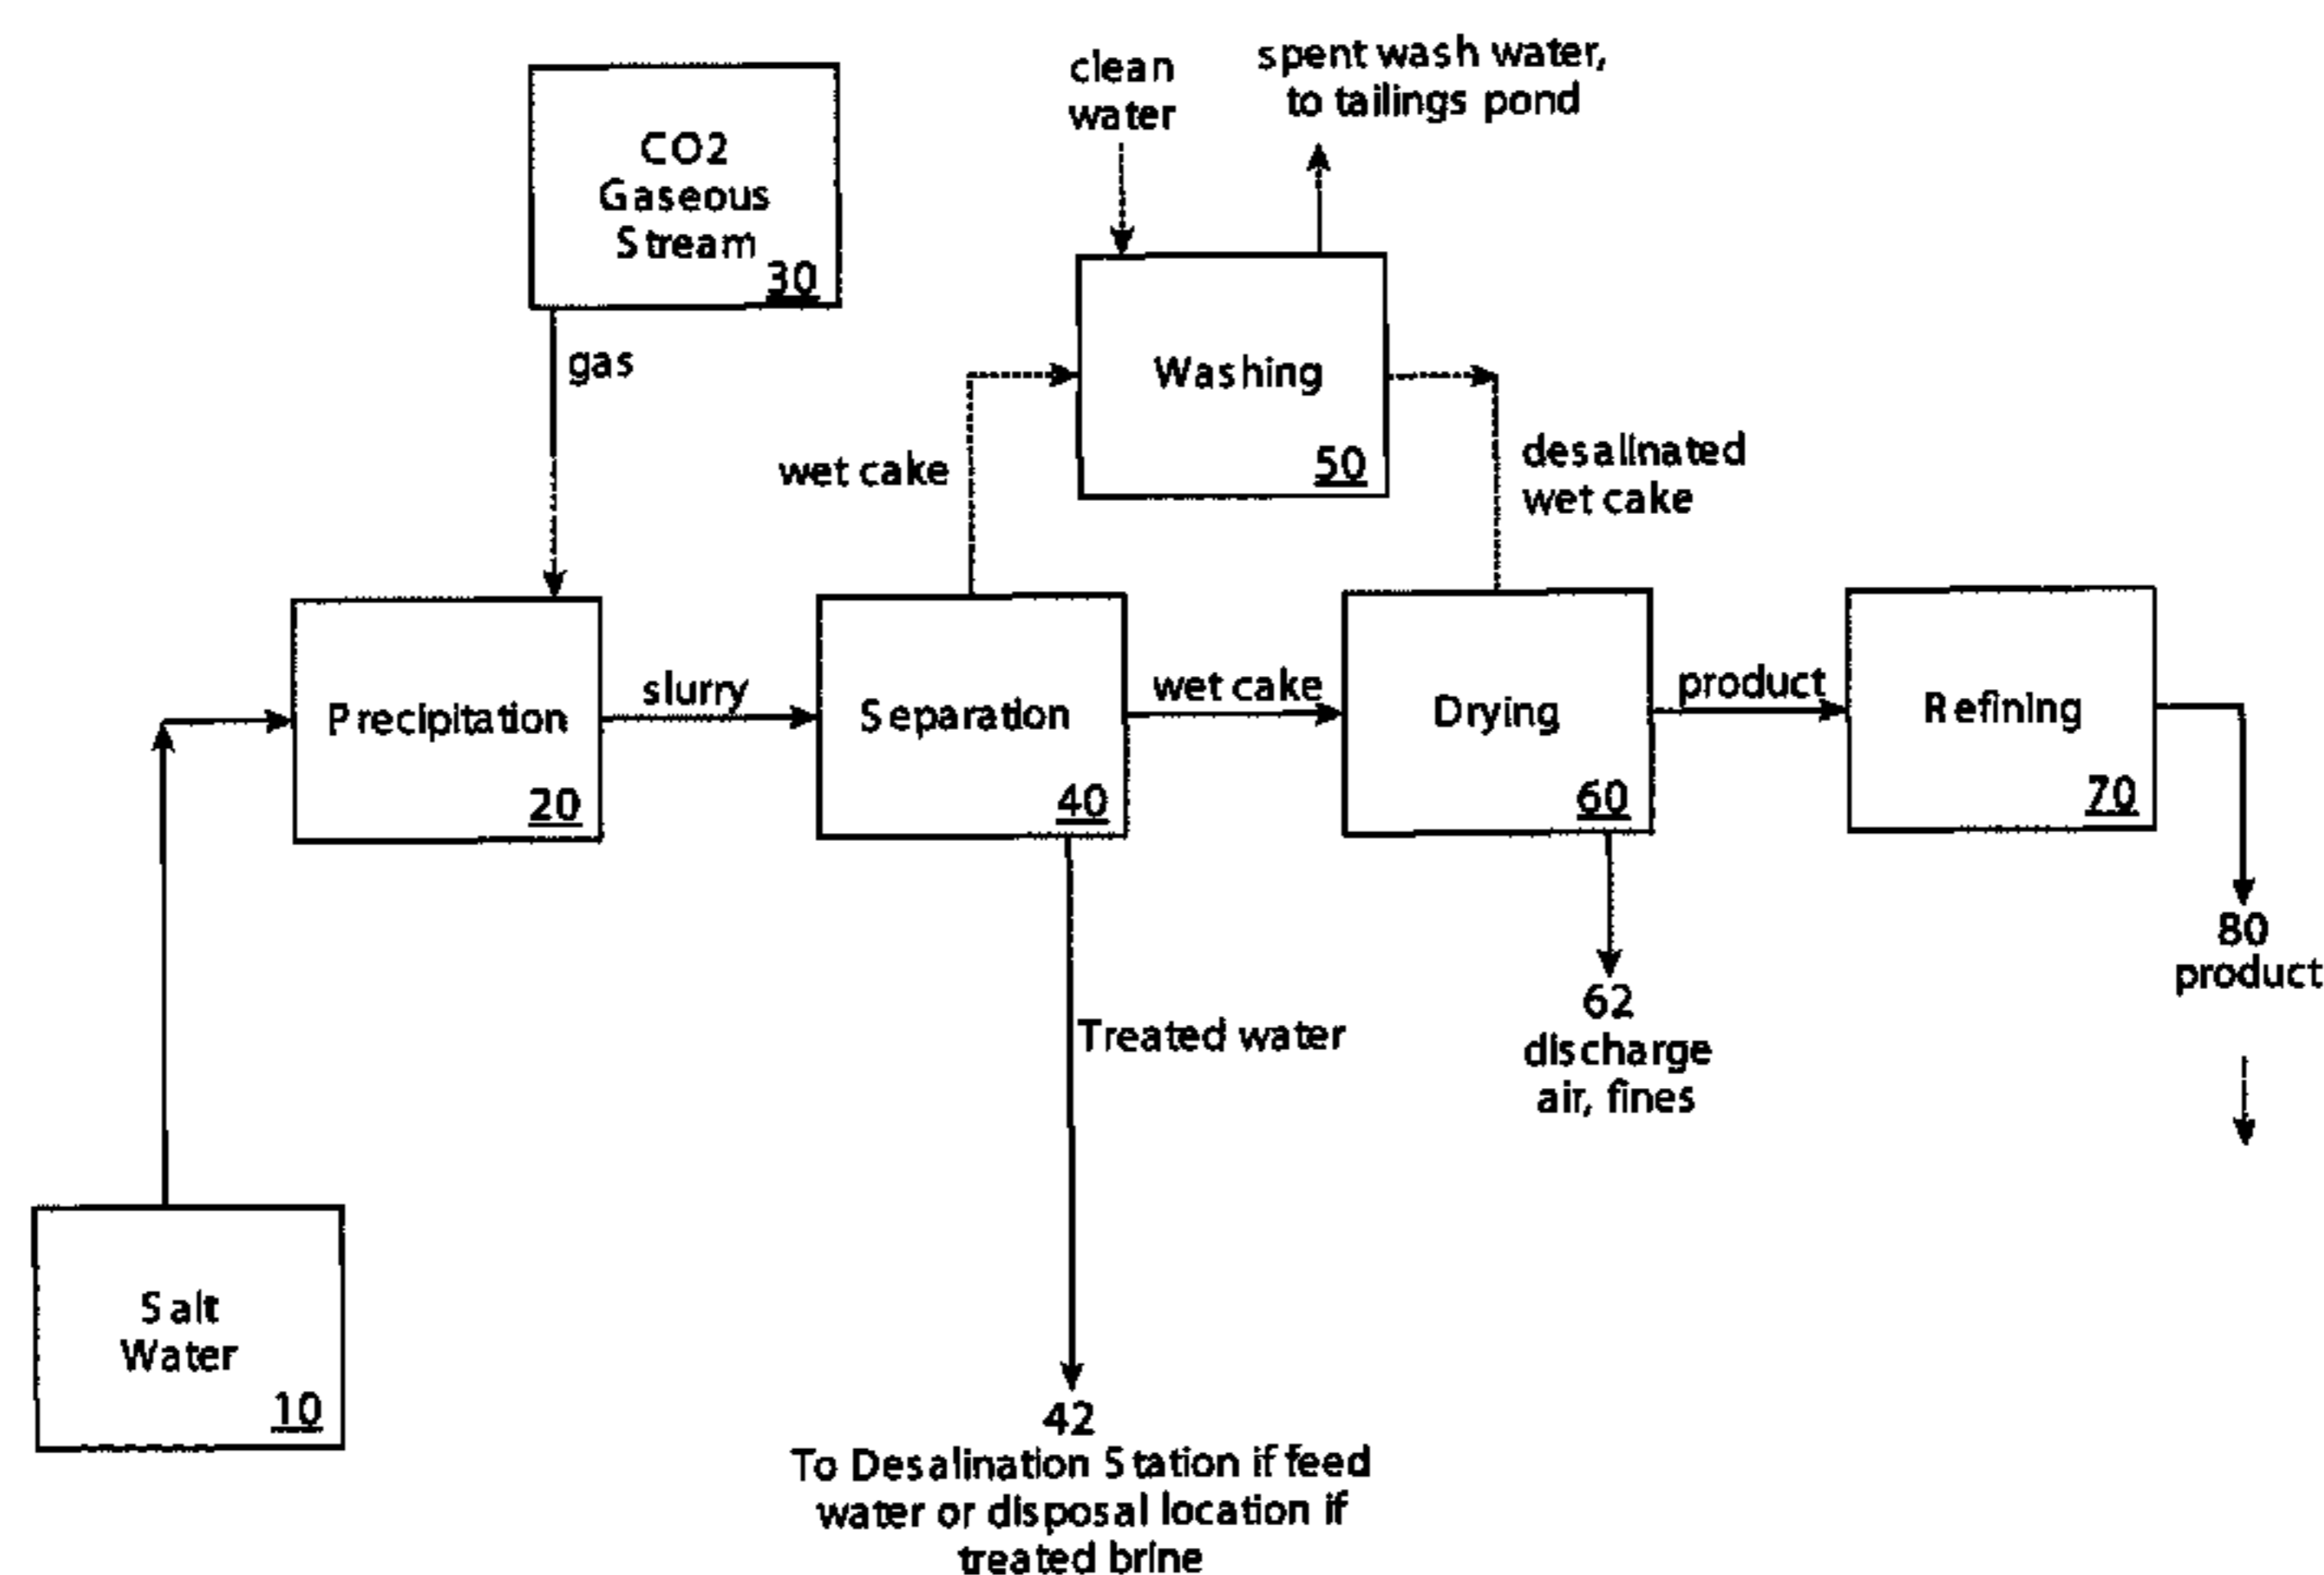 CO2
Gaseous
Stream
30
clean
water
spent wash water,
to tailings pond
gas
Washing
50
wet cake
desalinated
wet cake
Precipitation
20
slurry
Separation
40
wet cake
Drying
60
product
Refining
70
80
product
62
discharge
air, fines
Treated water
Salt
Water
10
42
To Desalination Station if feed
water or disposal location if
treated brine